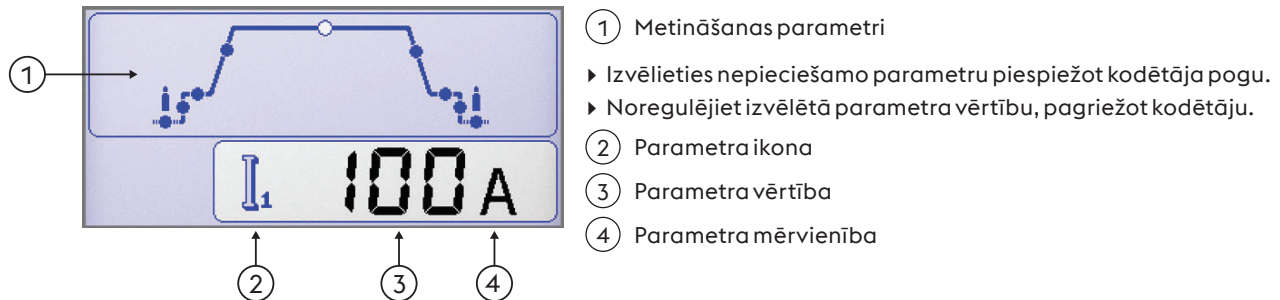 1 Metināšanas parametri
1
▸ Izvēlieties nepieciešamo parametru piespiežot kodētāja pogu.
▸ Noregulējiet izvēlētā parametra vērtību, pagriežot kodētāju.
2 Parametra ikona
I1 100 A
3 Parametra vērtība
4 Parametra mērvienība
2 3 4